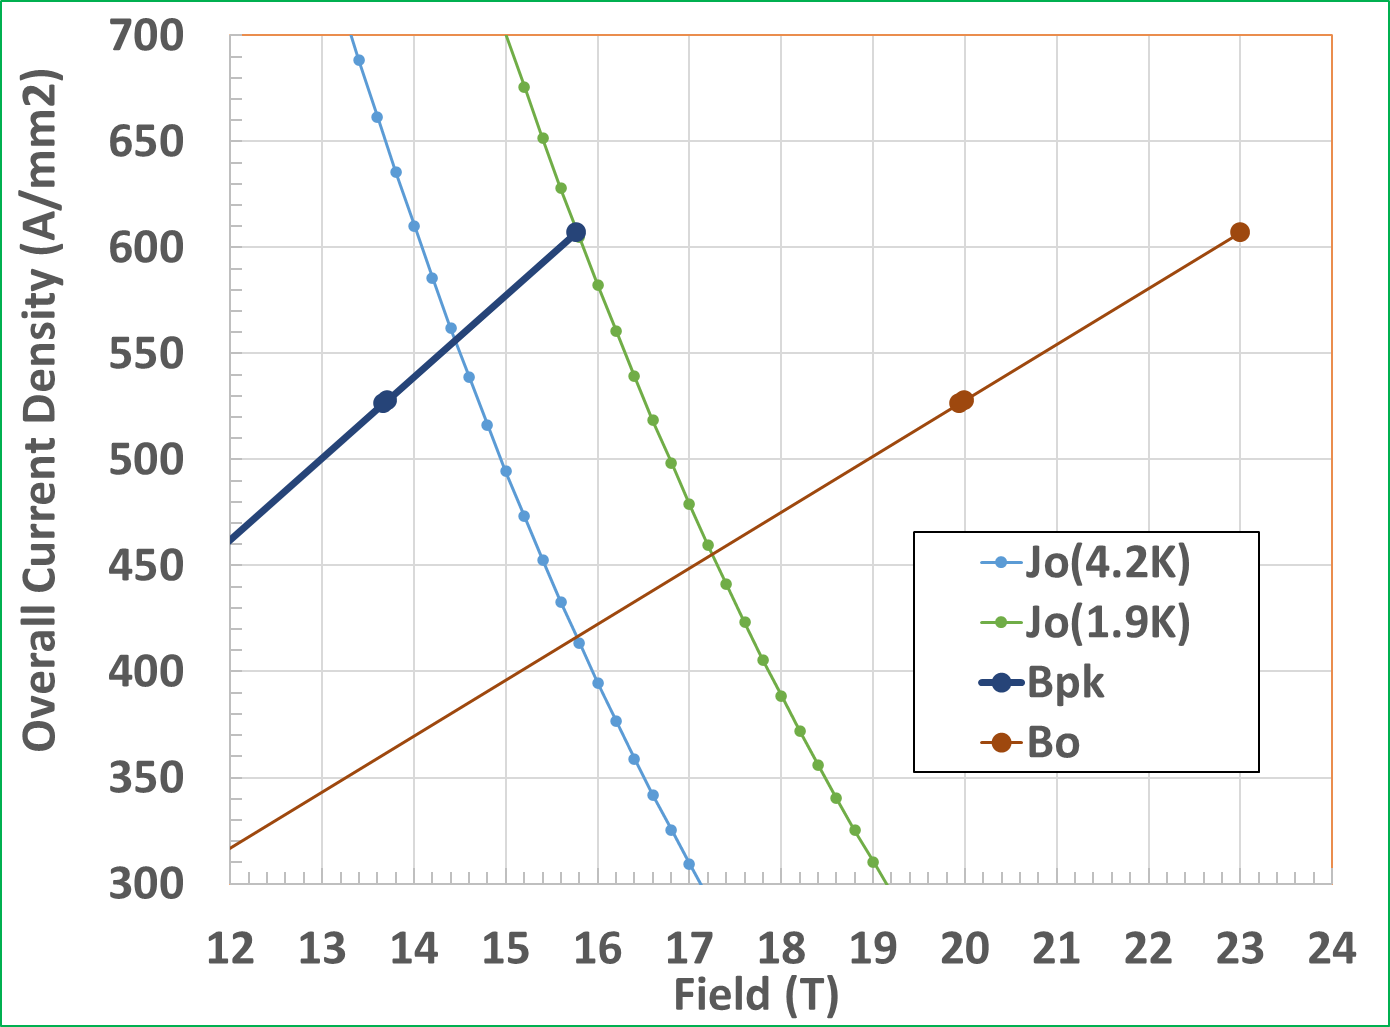 Overall Current Density (A/mm2)
700
650
600
550
500
450
400
350
300
12 13 14 15 16 17 18 19 20 21 22 23 24
Field (T)
Jo(4.2K)
Jo(1.9K)
Bpk
Bo